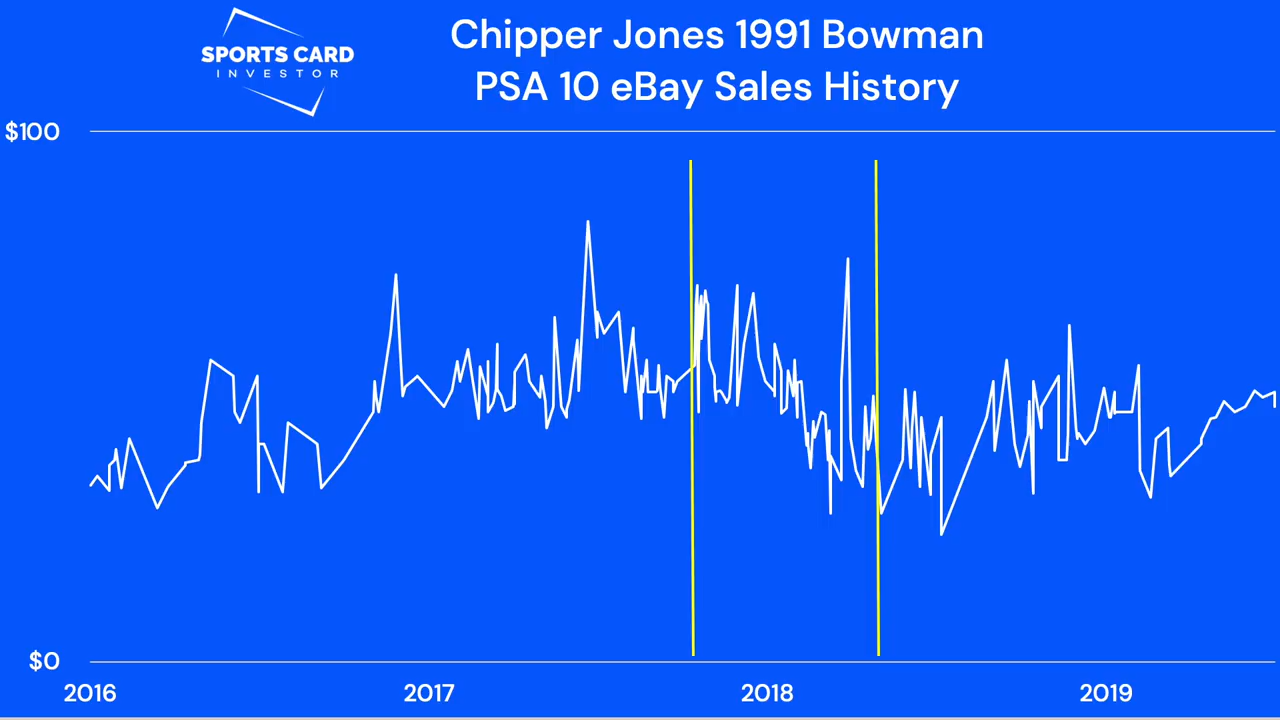 SPORTS CARD
INVESTOR
Chipper Jones 1991 Bowman
PSA 10 eBay Sales History
$100
$0
2016 2017 2018 2019